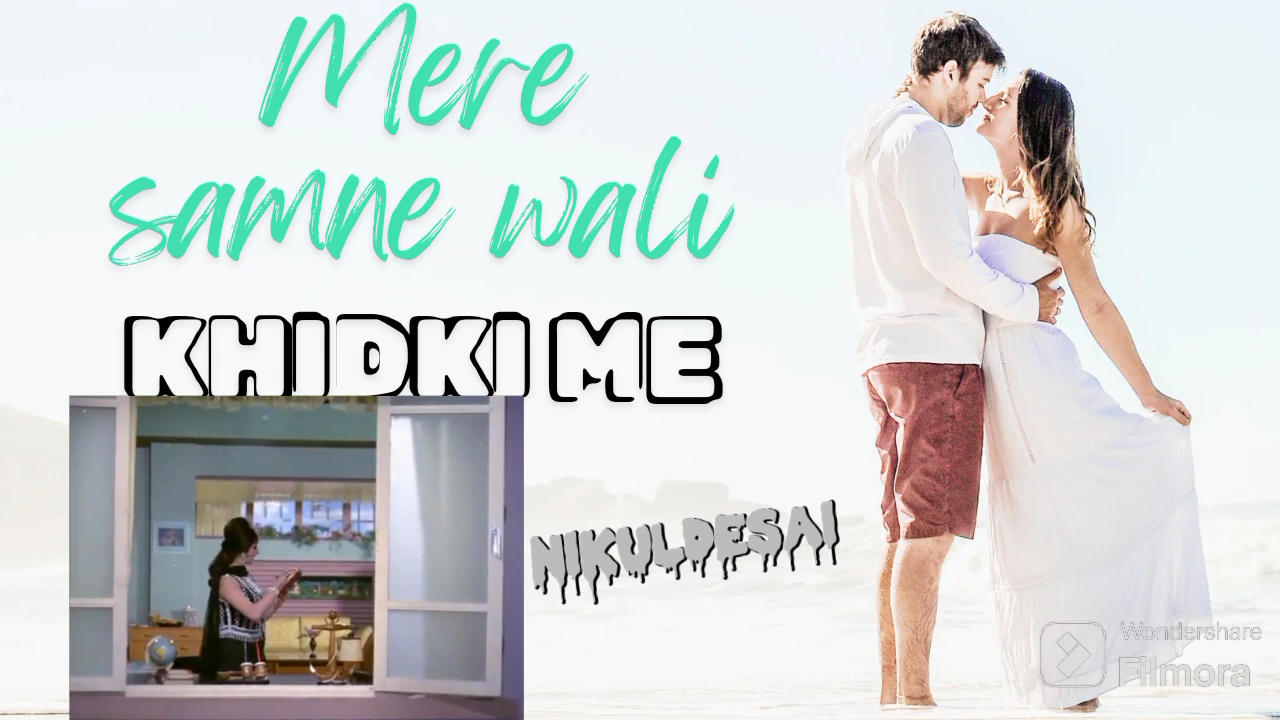 Mere
samne wali
KHIDKI ME
NIKULDESAI
Wondershare
Filmora